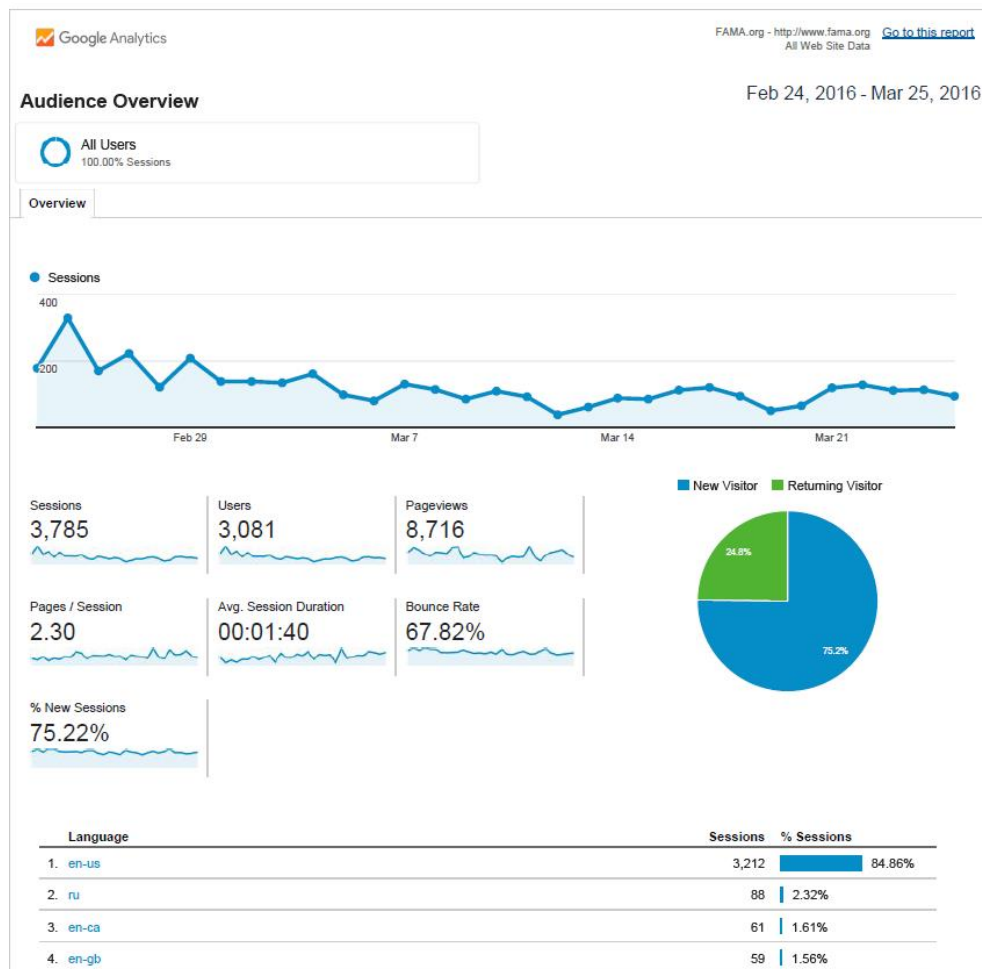 Google Analytics
FAMA.org - http://www.fama.org Go to this report
All Web Site Data
Audience Overview
Feb 24, 2016 - Mar 25, 2016
All Users
100.00% Sessions
Overview
Sessions
400
200
Feb 29 Mar 7 Mar 14 Mar 21
New Visitor Returning Visitor
Sessions Users Pageviews
3,785 3,081 8,716
24.8%
Pages / Session Avg. Session Duration Bounce Rate
2.30 00:01:40 67.82%
75.2%
% New Sessions
75.22%
Language Sessions % Sessions
1. en-us 3,212 84.86%
2. ru 88 2.32%
3. en-ca 61 1.61%
4. en-gb 59 1.56%